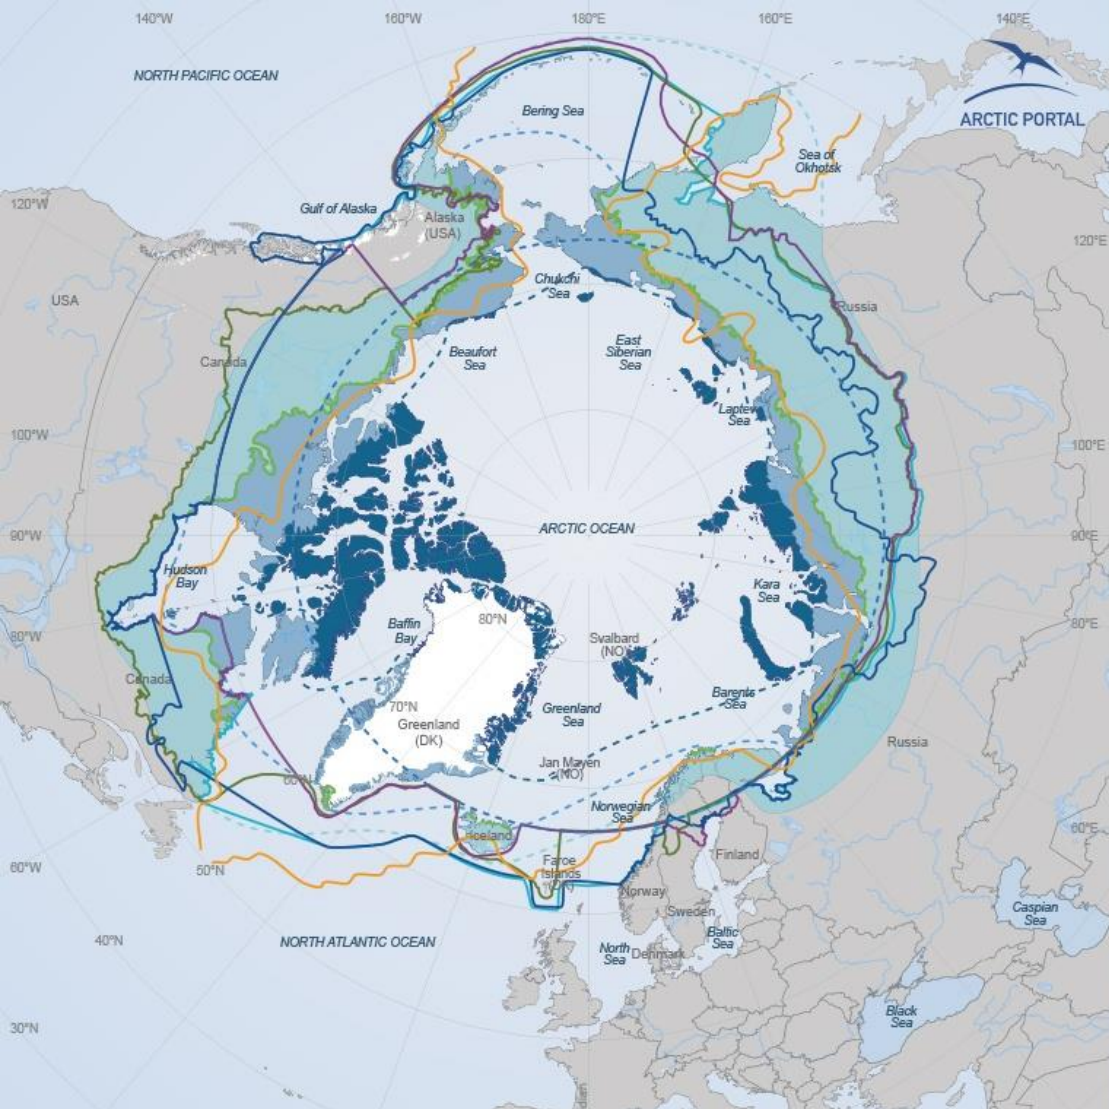 140°W
160°W
180°E
160°E
140°E
NORTH PACIFIC OCEAN
Bering Sea
ARCTIC PORTAL
Sea of
Okhotsk
120°W
Gulf of Alaska
Alaska
(USA)
120°E
Chukchi
Sea
USA
Russia
Canada
Beaufort
Sea
East
Siberian
Sea
Laptev
Sea
100°W
100°E
ARCTIC OCEAN
90°W
90°E
Hudson
Bay
Kara
Sea
80°W
Baffin
Bay
80°N
Svalbard
(NO)
80°E
Canada
70°N
Greenland
(DK)
Greenland
Sea
Barents
Sea
Russia
60°N
Jan Mayen
(NO)
Norwegian
Sea
Iceland
60°E
60°W
50°N
Faroe
Islands
Finland
Norway
Sweden
Caspian
Sea
40°N
NORTH ATLANTIC OCEAN
North
Sea
Denmark
Baltic
Sea
Black
Sea
30°N